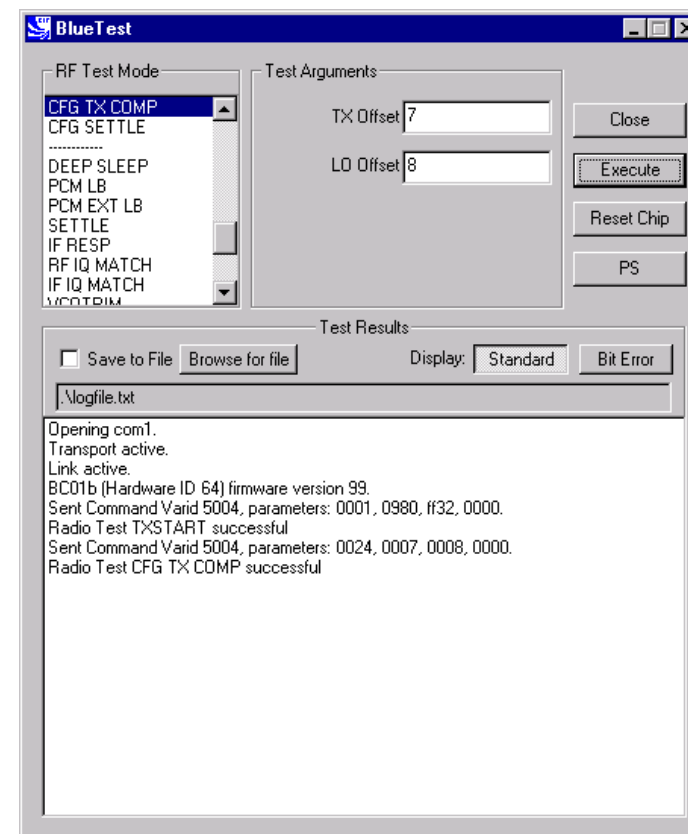 BlueTest
RF Test Mode
CFG TX COMP
CFG SETTLE
------------
DEEP SLEEP
PCM LB
PCM EXT LB
SETTLE
IF RESP
RF IQ MATCH
IF IQ MATCH
VCOTRIM
Test Arguments
TX Offset 7
LO Offset 8
Close
Execute
Reset Chip
PS
Test Results
Save to File Browse for file Display: Standard Bit Error
.\logfile.txt
Opening com1.
Transport active.
Link active.
BC01b (Hardware ID 64) firmware version 99.
Sent Command Varid 5004, parameters: 0001, 0980, ff32, 0000.
Radio Test TXSTART successful
Sent Command Varid 5004, parameters: 0024, 0007, 0008, 0000.
Radio Test CFG TX COMP successful